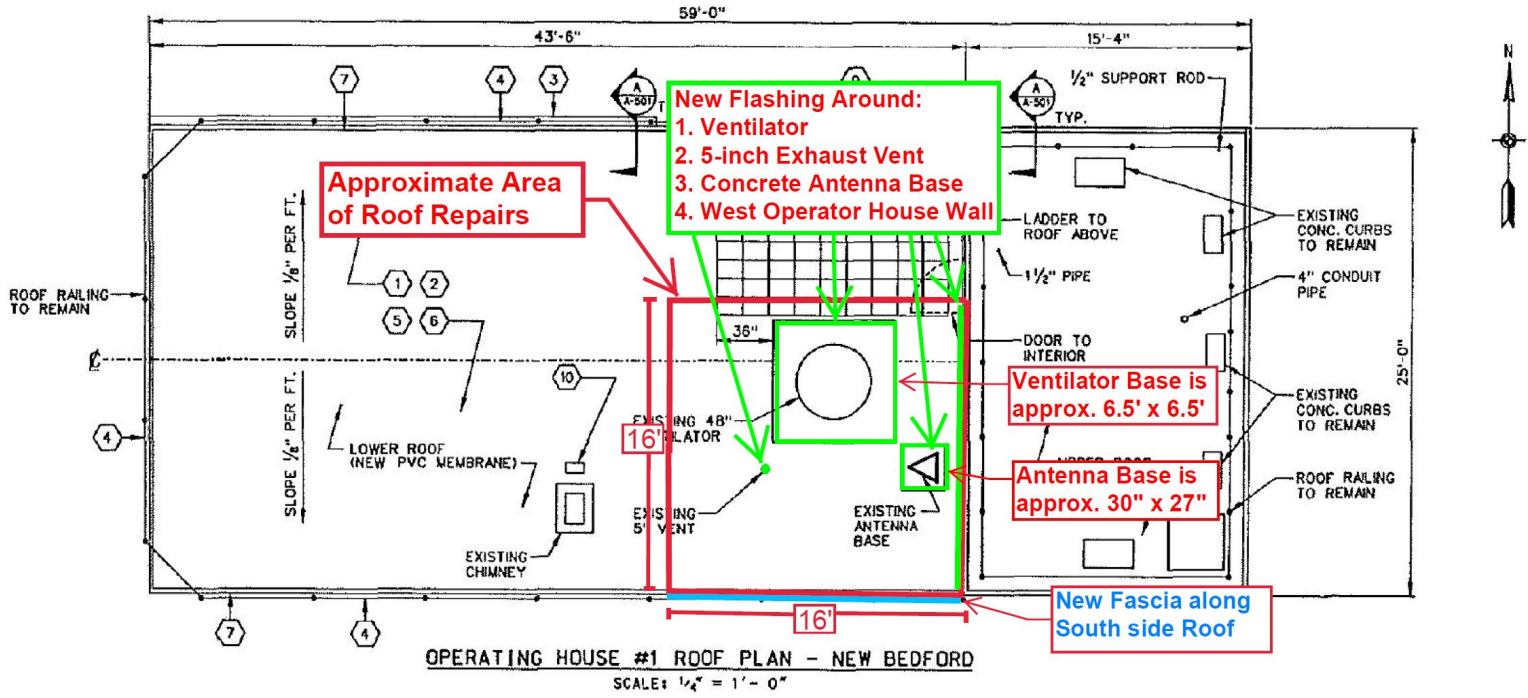 59'-0"
43'-6"
15'-4"
N
7
4
3
A
A-501
A
A-501
1/2" SUPPORT ROD
TYP.
New Flashing Around:
1. Ventilator
2. 5-inch Exhaust Vent
3. Concrete Antenna Base
4. West Operator House Wall
Approximate Area
of Roof Repairs
SLOPE 1/8" PER FT.
LADDER TO
ROOF ABOVE
EXISTING
CONC. CURBS
TO REMAIN
1 1/2" PIPE
4" CONDUIT
PIPE
ROOF RAILING
TO REMAIN
1
2
5
6
36"
DOOR TO
INTERIOR
25'-0"
10
Ventilator Base is
approx. 6.5' x 6.5'
EXISTING
CONC. CURBS
TO REMAIN
SLOPE 1/8" PER FT.
EXISTING 48"
16'
4
LOWER ROOF
(NEW PVC MEMBRANE)
Antenna Base is
approx. 30" x 27"
ROOF RAILING
TO REMAIN
EXISTING
5" VENT
EXISTING
ANTENNA
BASE
EXISTING
CHIMNEY
New Fascia along
South side Roof
7
4
16'
OPERATING HOUSE #1 ROOF PLAN - NEW BEDFORD
SCALE: 1/4" = 1'- 0"